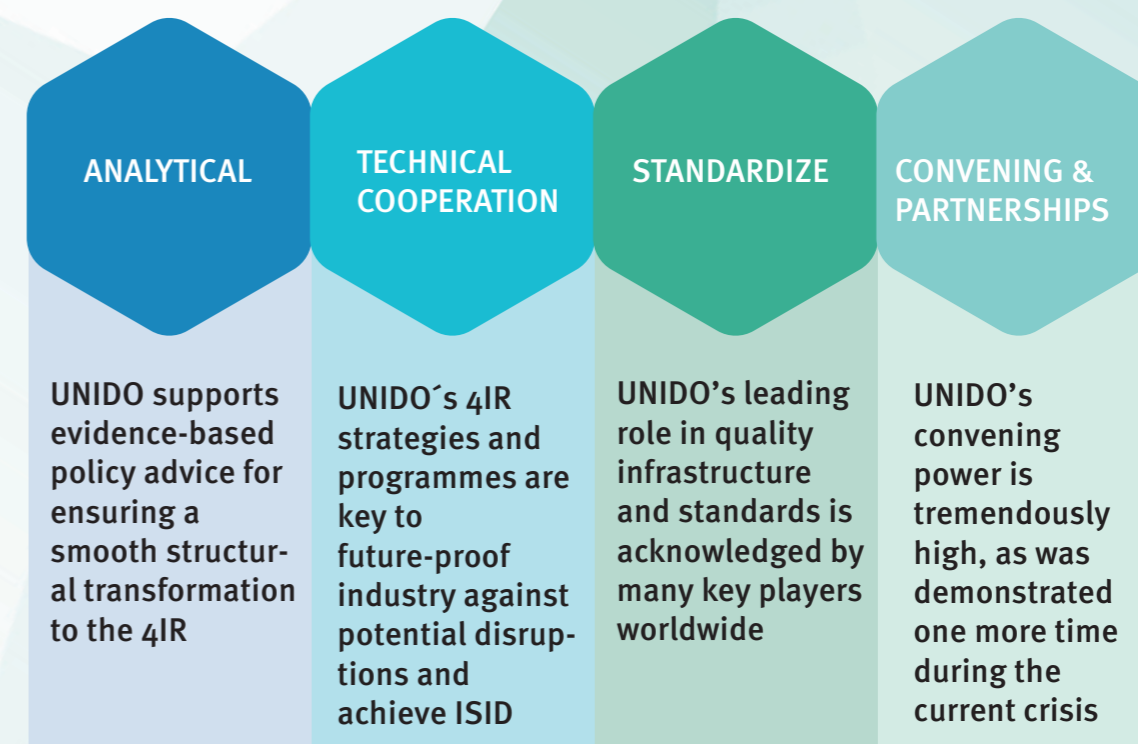 ANALYTICAL
UNIDO supports
evidence-based
policy advice for
ensuring a
smooth structur-
al transformation
to the 4IR
TECHNICAL
COOPERATION
UNIDO´s 4IR
strategies and
programmes are
key to
future-proof
industry against
potential disrup-
tions and
achieve ISID
STANDARDIZE
UNIDO’s leading
role in quality
infrastructure
and standards is
acknowledged by
many key players
worldwide
CONVENING &
PARTNERSHIPS
UNIDO’s
convening
power is
tremendously
high, as was
demonstrated
one more time
during the
current crisis